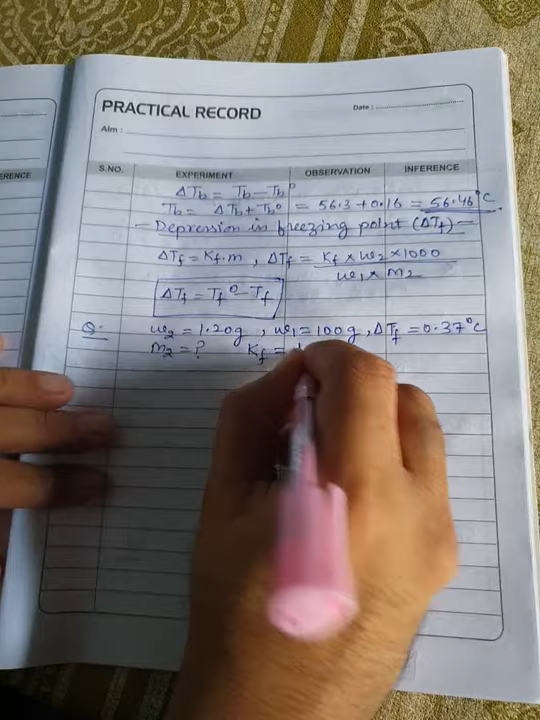 PRACTICAL RECORD
Date :
Aim :
ERENCE
S.NO. EXPERIMENT OBSERVATION INFERENCE
ΔTb = Tb - Tb°
Tb = ΔTb + Tb° = 56.3 + 0.16 = 56.46°C
- Depression in freezing point (ΔTf) -
ΔTf = Kf.m , ΔTf = Kf × w2 × 1000
w1 × M2
ΔTf = Tf° - Tf
Q. w2 = 1.20g , w1 = 100g , ΔTf = 0.37°C
M2 = ? Kf =